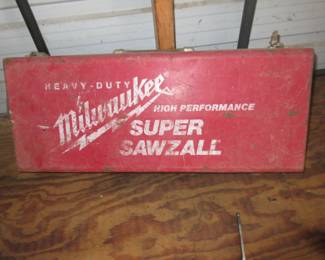 HEAVY-DUTY
Milwaukee®
HIGH PERFORMANCE
SUPER
SAWZALL